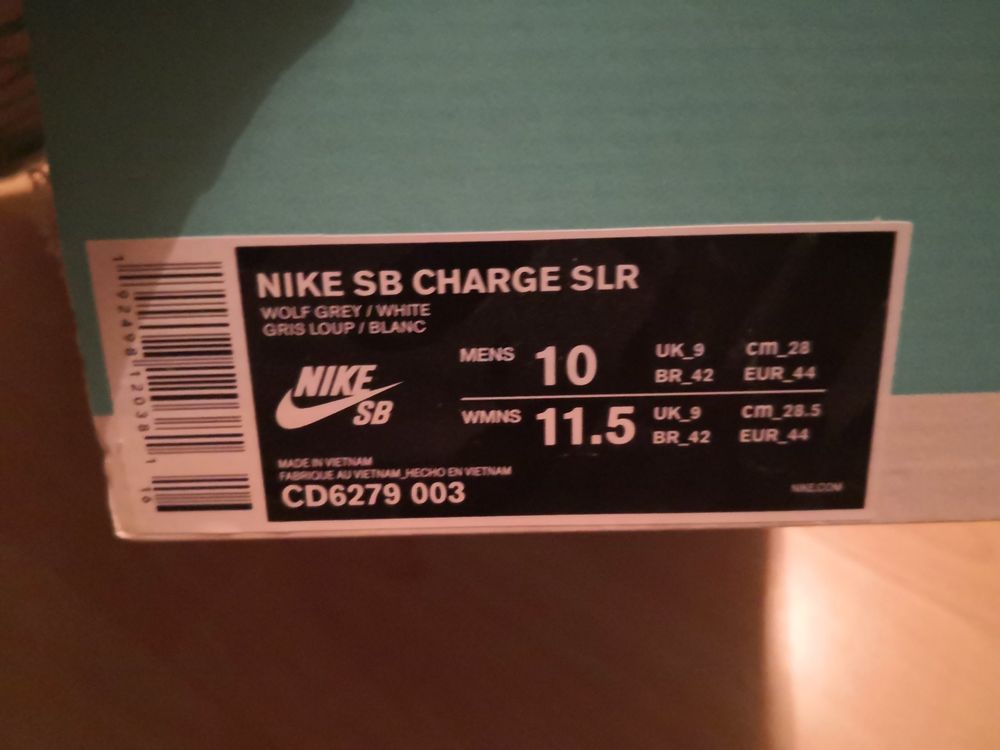 NIKE SB CHARGE SLR
WOLF GREY / WHITE
GRIS LOUP / BLANC
NIKE
SB
MENS 10 UK_9 cm_28
BR_42 EUR_44
WMNS 11.5 UK_9 cm_28.5
BR_42 EUR_44
MADE IN VIETNAM
FABRIQUE AU VIETNAM_HECHO EN VIETNAM
CD6279 003
NIKE.COM